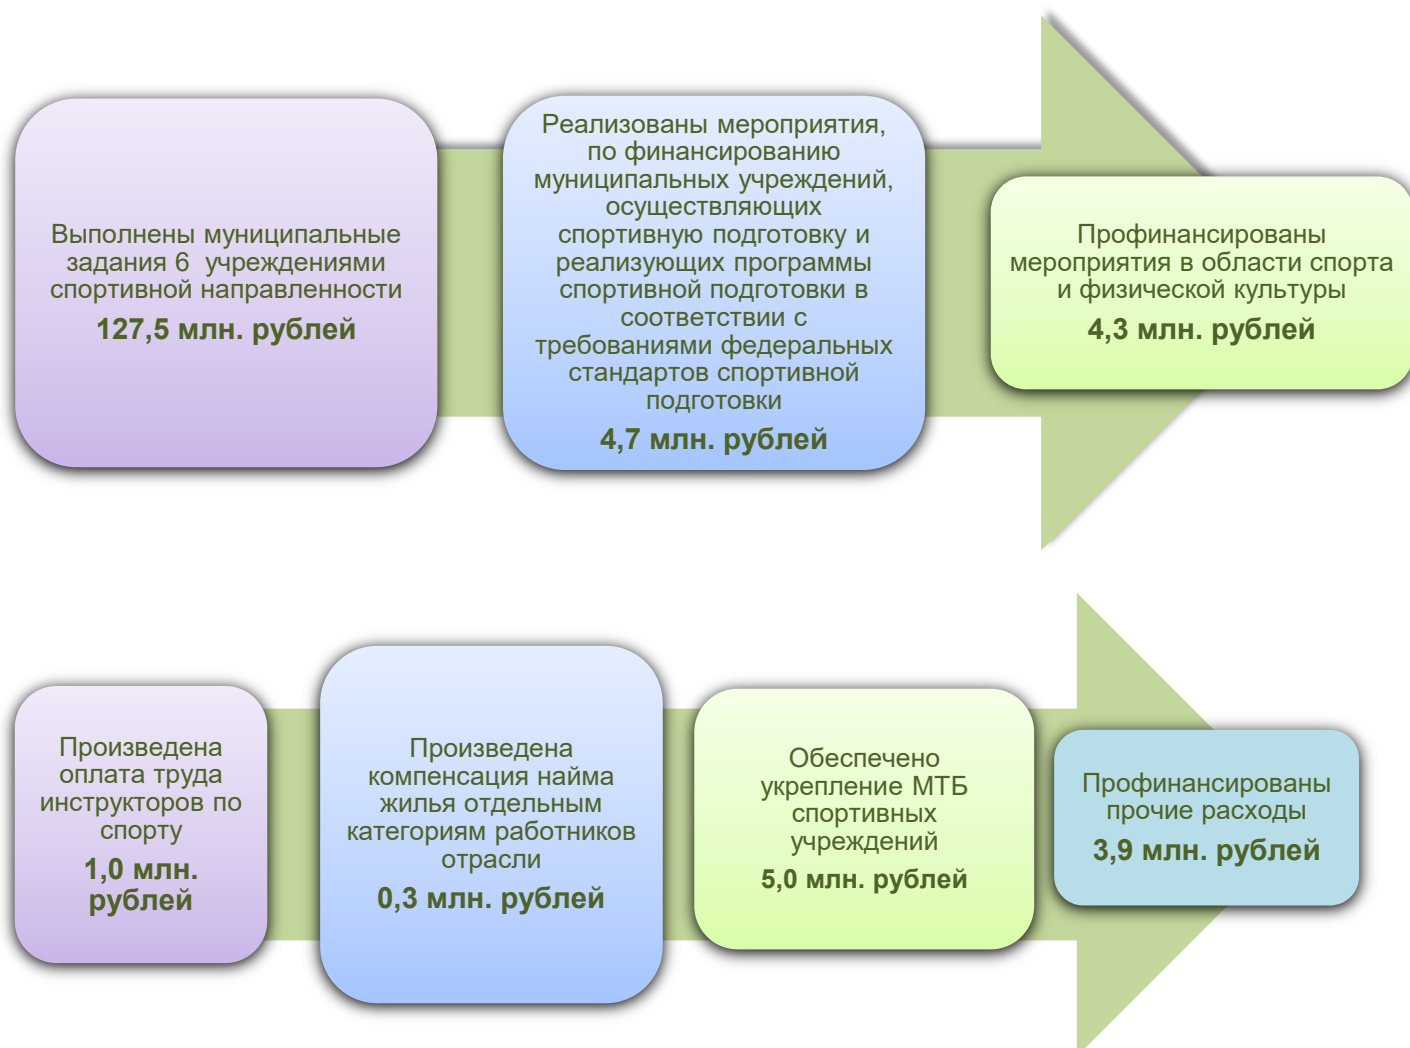 Выполнены муниципальные
задания 6  учреждениями
спортивной направленности
127,5 млн. рублей
Реализованы мероприятия,
по финансированию
муниципальных учреждений,
осуществляющих
спортивную подготовку и
реализующих программы
спортивной подготовки в
соответствии с
требованиями федеральных
стандартов спортивной
подготовки
4,7 млн. рублей
Профинансированы
мероприятия в области спорта
и физической культуры
4,3 млн. рублей
Произведена
оплата труда
инструкторов по
спорту
1,0 млн.
рублей
Произведена
компенсация найма
жилья отдельным
категориям работников
отрасли
0,3 млн. рублей
Обеспечено
укрепление МТБ
спортивных
учреждений
5,0 млн. рублей
Профинансированы
прочие расходы
3,9 млн. рублей